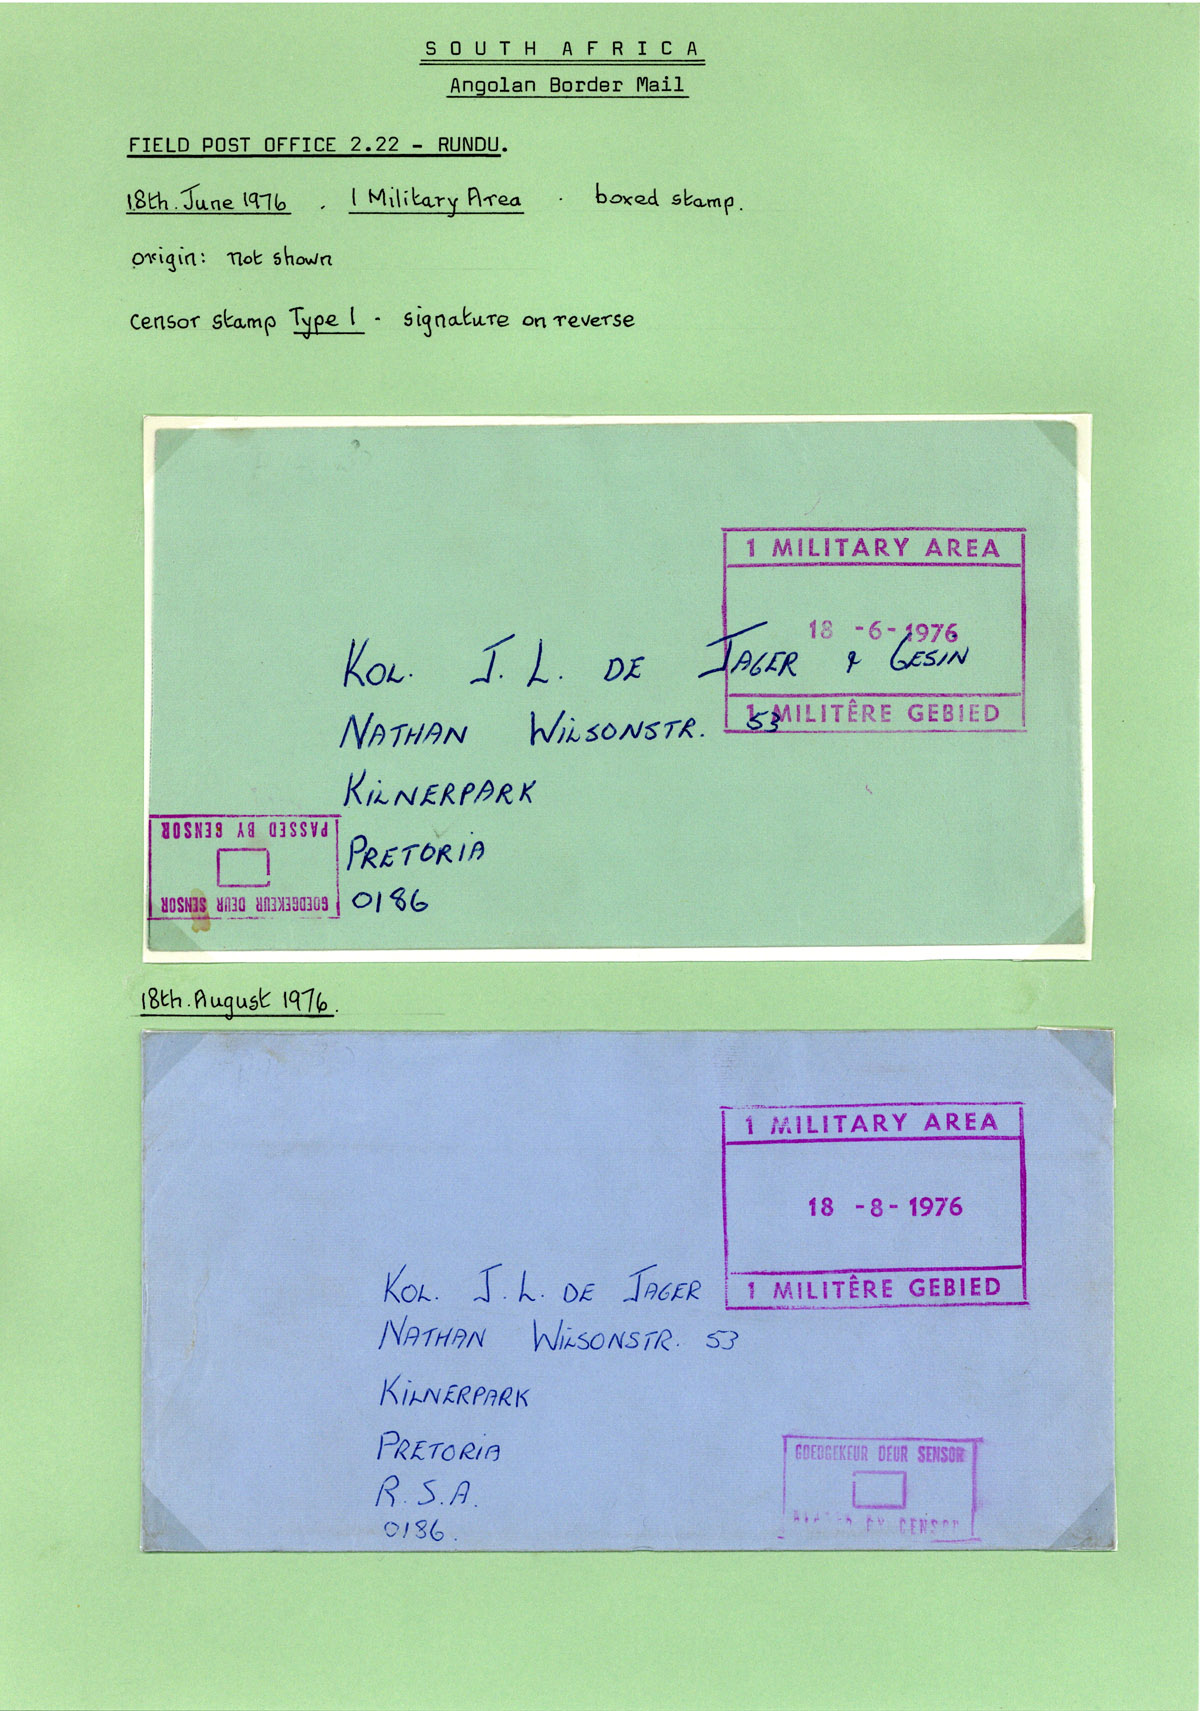 SOUTH AFRICA
Angolan Border Mail
FIELD POST OFFICE 2.22 - RUNDU.
18th. June 1976 . 1 Military Area · boxed stamp.
origin: not shown
censor stamp Type 1 - signature on reverse
1 MILITARY AREA
18 -6-1976
1 MILITÊRE GEBIED
KOL. J. L. DE JAGER & GESIN
NATHAN WILSONSTR. 53
KILNERPARK
PRETORIA
0186
PASSED BY SENSOR
GOEDGEKEUR DEUR SENSOR
18th. August 1976.
1 MILITARY AREA
18 -8-1976
1 MILITÊRE GEBIED
KOL. J. L. DE JAGER
NATHAN WILSONSTR. 53
KILNERPARK
PRETORIA
R. S. A.
0186.
GOEDGEKEUR DEUR SENSOR
BY CENSOR